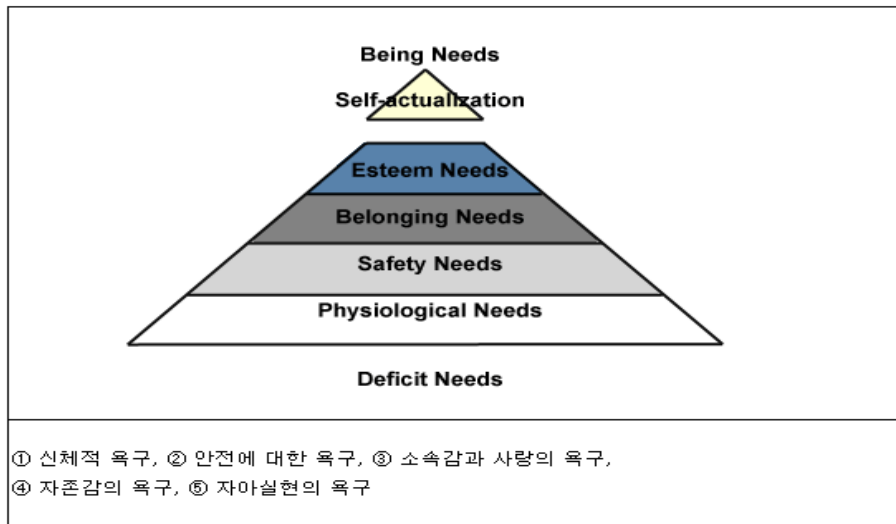 Being Needs
Self-actualization
Esteem Needs
Belonging Needs
Safety Needs
Physiological Needs
Deficit Needs
① 신체적 욕구, ② 안전에 대한 욕구, ③ 소속감과 사랑의 욕구,
④ 자존감의 욕구, ⑤ 자아실현의 욕구